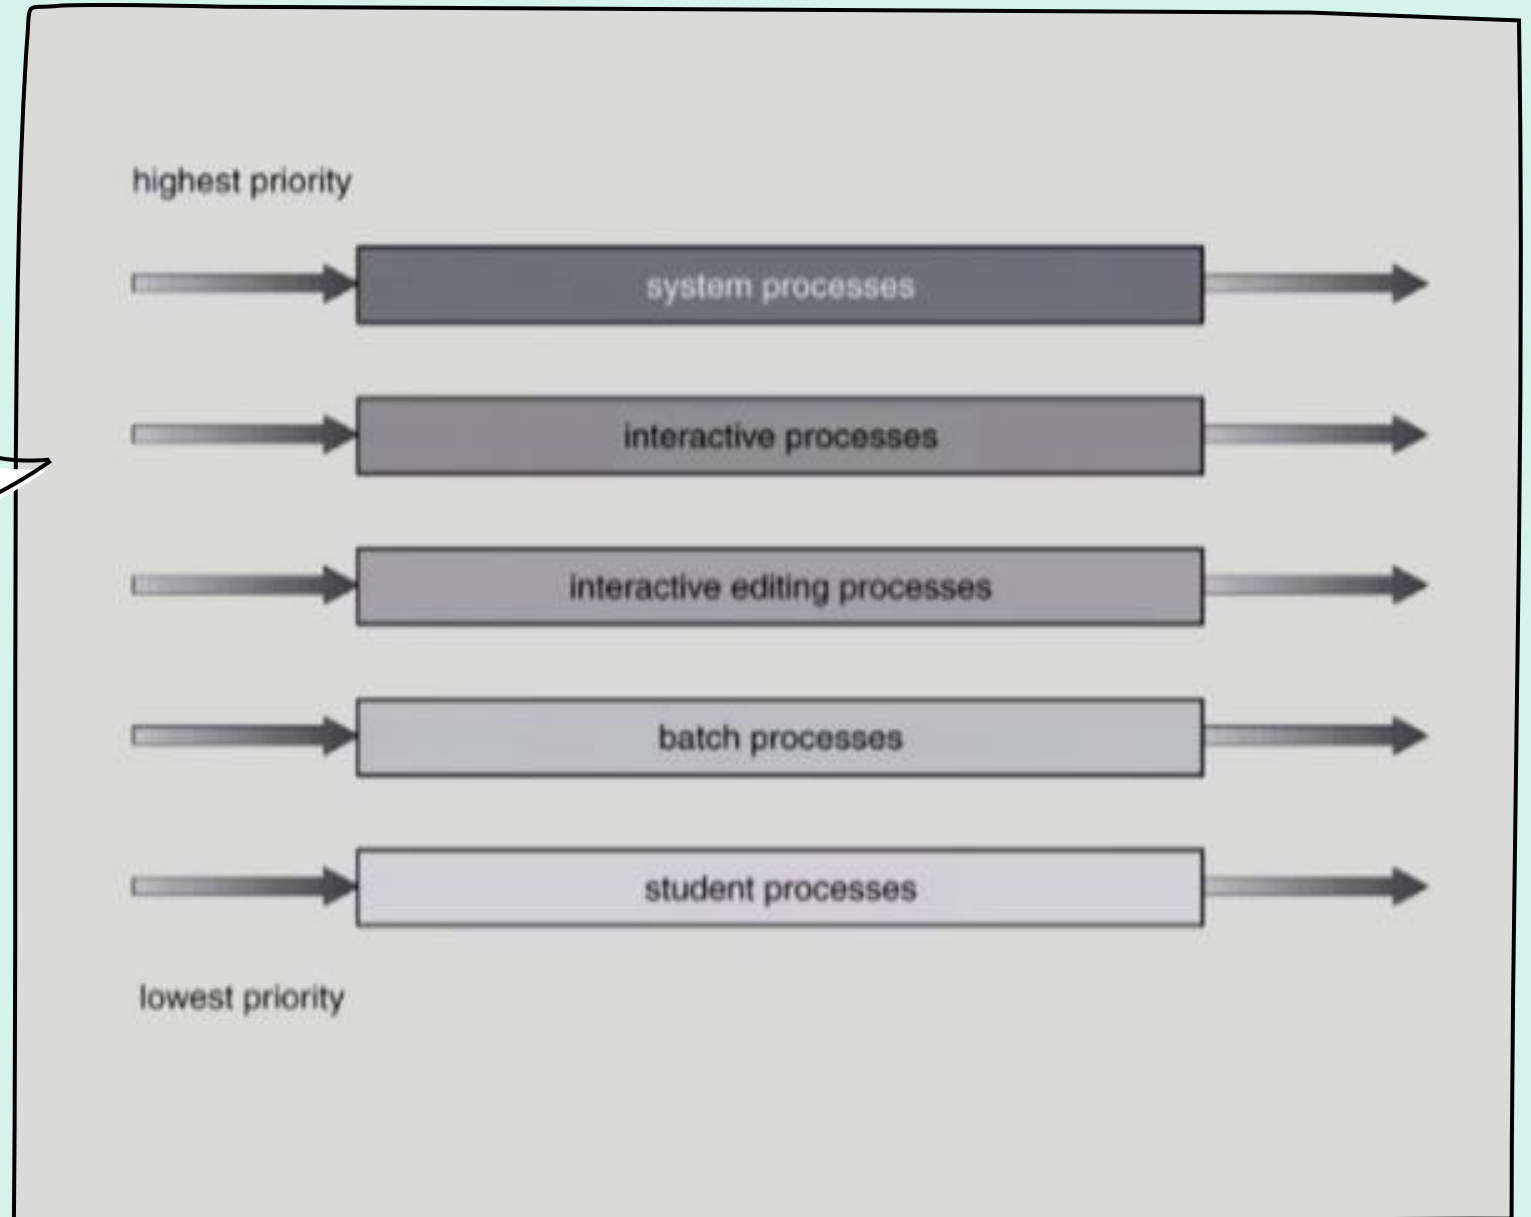 highest priority
system processes
interactive processes
interactive editing processes
batch processes
student processes
lowest priority